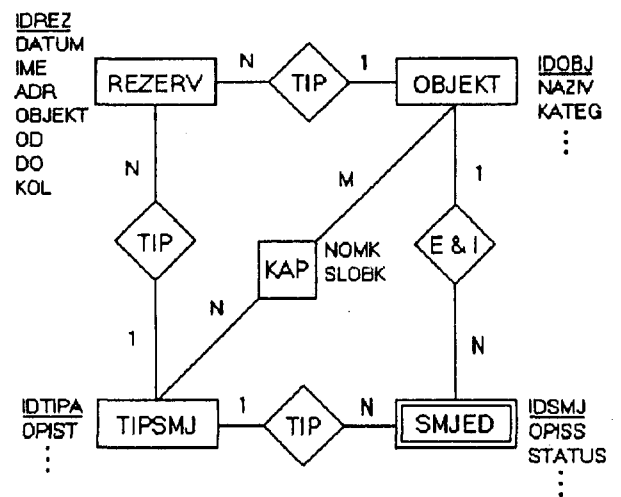 IDREZ
DATUM
IME
ADR
OBJEKT
OD
DO
KOL
REZERV
N
TIP
1
OBJEKT
IDOBJ
NAZIV
KATEG
N
M
1
TIP
KAP
NOMK
SLOBK
E & I
N
1
N
IDTIPA
OPIST
TIPSMJ
1
TIP
N
SMJED
IDSMJ
OPISS
STATUS